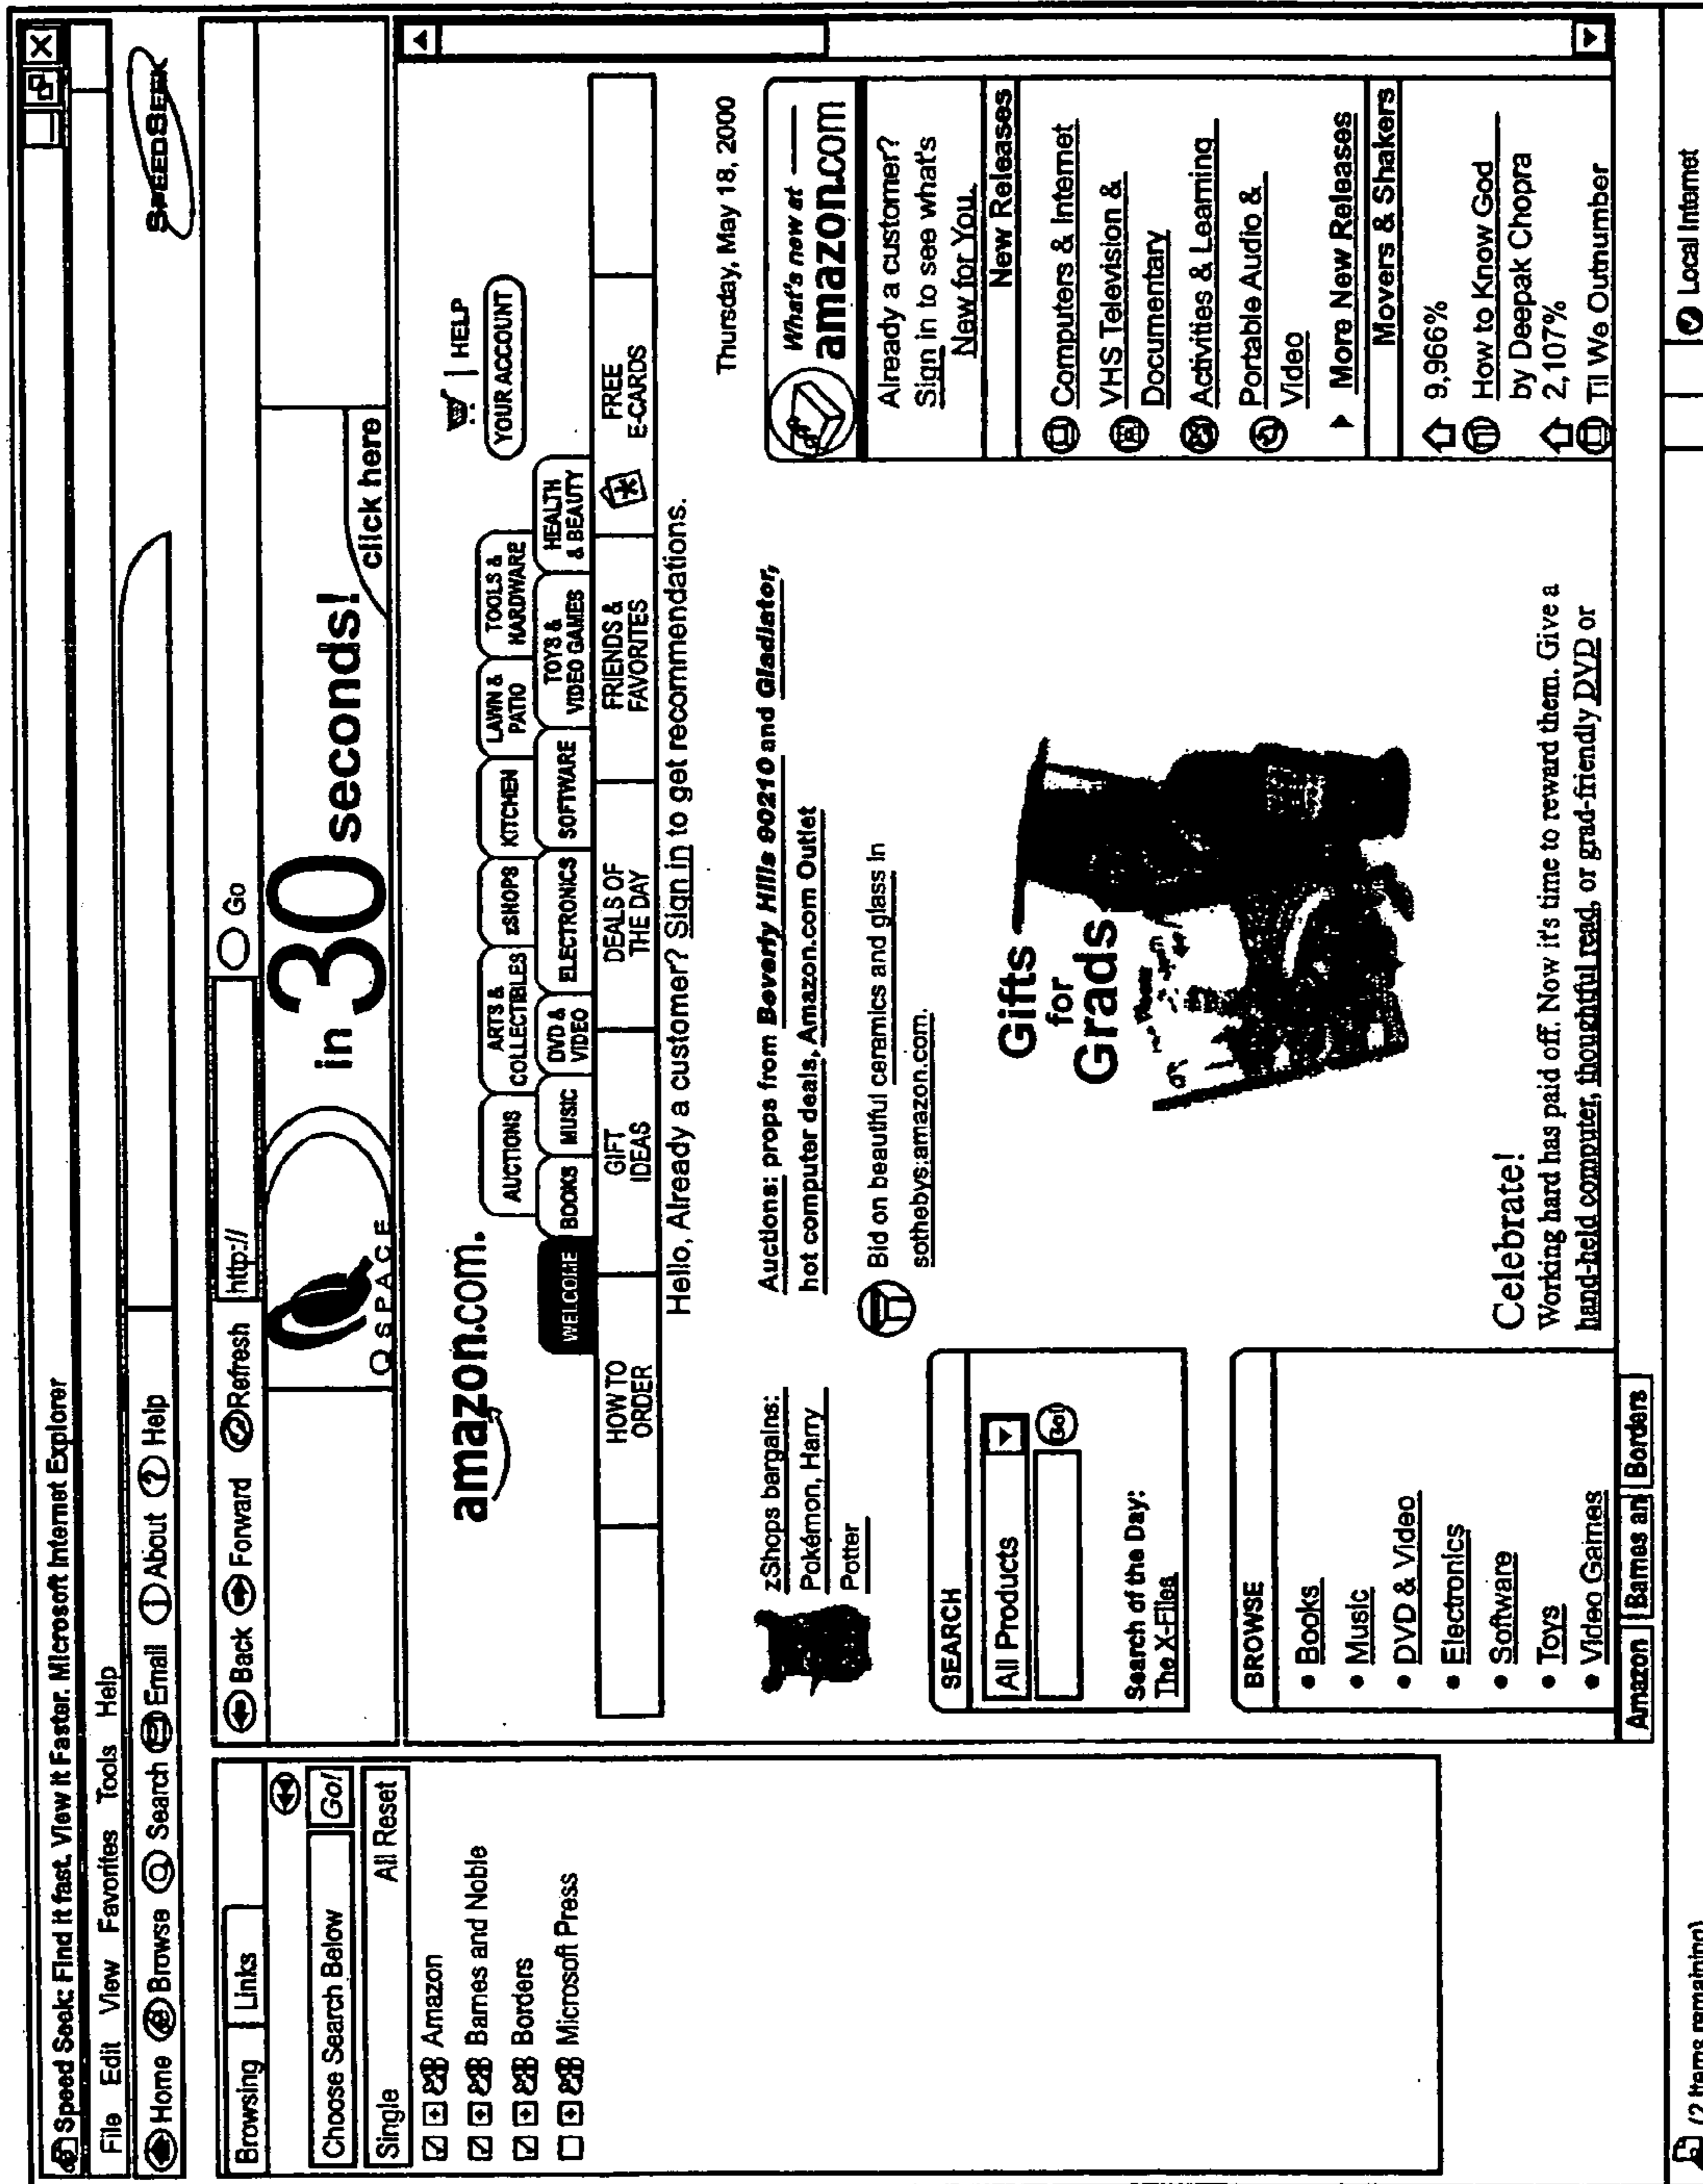 Speed Seek: Find it fast. View it Faster. Microsoft Internet Explorer
File Edit View Favorites Tools Help
Home Browse Search Email About Help
SPEEDSEEK
Browsing Links
Choose Search Below Go!
Single All Reset
Amazon
Barnes and Noble
Borders
Microsoft Press
Back Forward Refresh http:// Go
QSPACE
in 30 seconds!
click here
amazon.com.
HELP
YOUR ACCOUNT
AUCTIONS ARTS & COLLECTIBLES zSHOPS KITCHEN LAWN & PATIO TOOLS & HARDWARE
WELCOME BOOKS MUSIC DVD & VIDEO ELECTRONICS SOFTWARE TOYS & VIDEO GAMES HEALTH & BEAUTY
HOW TO ORDER GIFT IDEAS DEALS OF THE DAY FRIENDS & FAVORITES FREE E-CARDS
Hello, Already a customer? Sign in to get recommendations.
Thursday, May 18, 2000
zShops bargains:
Pokémon, Harry
Potter
SEARCH
All Products
Go!
Search of the Day:
The X-Files
BROWSE
• Books
• Music
• DVD & Video
• Electronics
• Software
• Toys
• Video Games
Auctions: props from Beverly Hills 90210 and Gladiator,
hot computer deals, Amazon.com Outlet
Bid on beautiful ceramics and glass in
sothebys.amazon.com.
Gifts
for
Grads
Celebrate!
Working hard has paid off. Now it's time to reward them. Give a
hand-held computer, thoughtful read, or grad-friendly DVD or
What's new at
amazon.com
Already a customer?
Sign in to see what's
New for You.
New Releases
Computers & Internet
VHS Television &
Documentary
Activities & Learning
Portable Audio &
Video
More New Releases
Movers & Shakers
9,966%
How to Know God
by Deepak Chopra
2,107%
Til We Outnumber
Amazon Barnes an Borders
(2 items remaining)
Local Internet